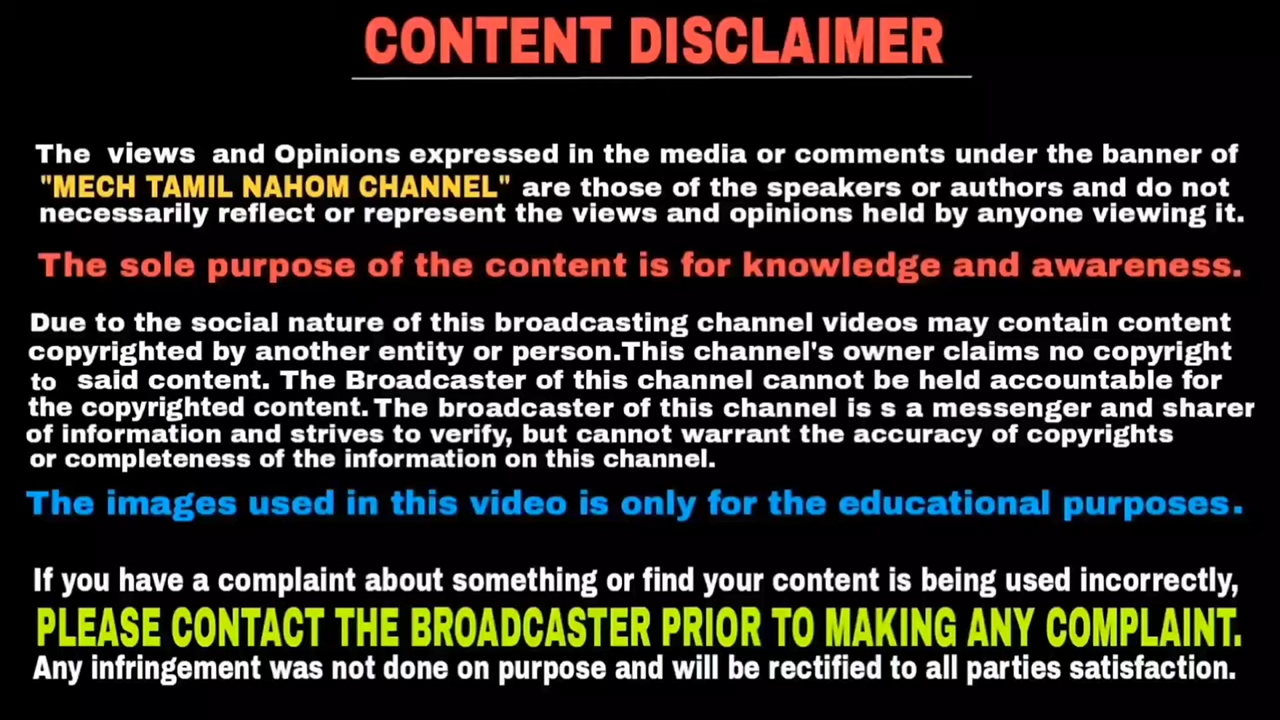 CONTENT DISCLAIMER
The views and Opinions expressed in the media or comments under the banner of
"MECH TAMIL NAHOM CHANNEL" are those of the speakers or authors and do not
necessarily reflect or represent the views and opinions held by anyone viewing it.
The sole purpose of the content is for knowledge and awareness.
Due to the social nature of this broadcasting channel videos may contain content
copyrighted by another entity or person.This channel's owner claims no copyright
to said content. The Broadcaster of this channel cannot be held accountable for
the copyrighted content. The broadcaster of this channel is s a messenger and sharer
of information and strives to verify, but cannot warrant the accuracy of copyrights
or completeness of the information on this channel.
The images used in this video is only for the educational purposes.
If you have a complaint about something or find your content is being used incorrectly,
PLEASE CONTACT THE BROADCASTER PRIOR TO MAKING ANY COMPLAINT.
Any infringement was not done on purpose and will be rectified to all parties satisfaction.